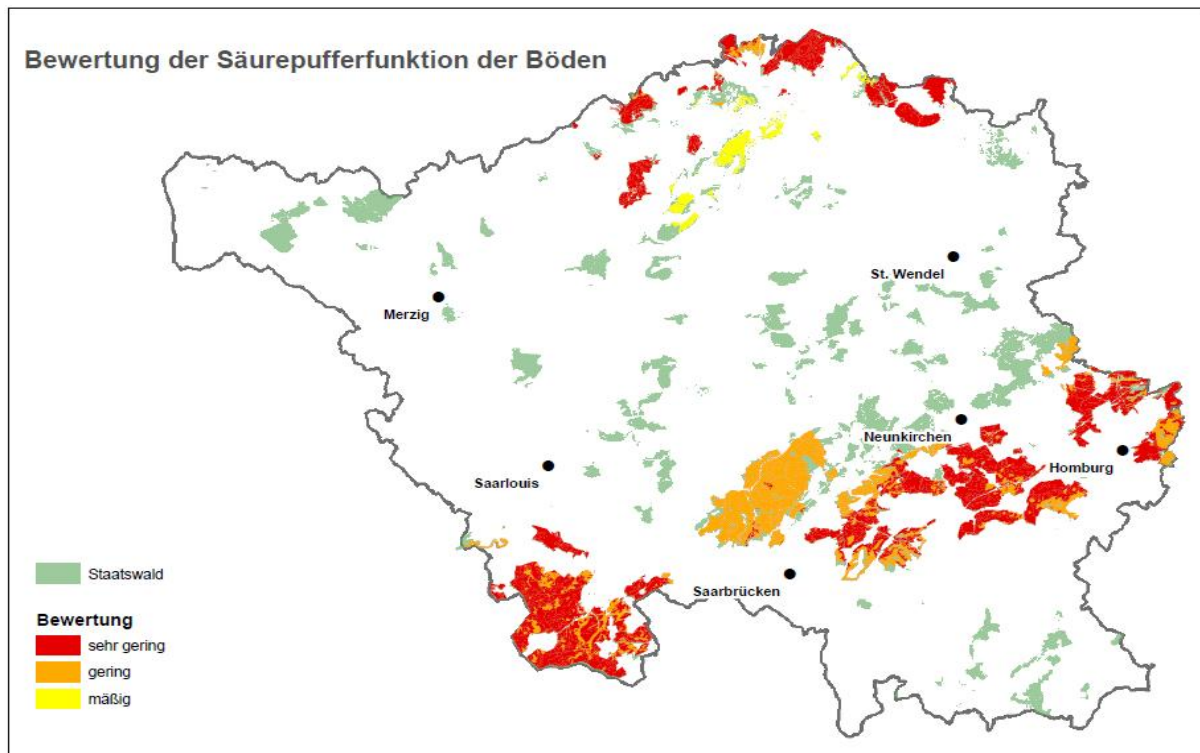 Bewertung der Säurepufferfunktion der Böden
St. Wendel
Merzig
Neunkirchen
Homburg
Saarlouis
Saarbrücken
Staatswald
Bewertung
sehr gering
gering
mäßig